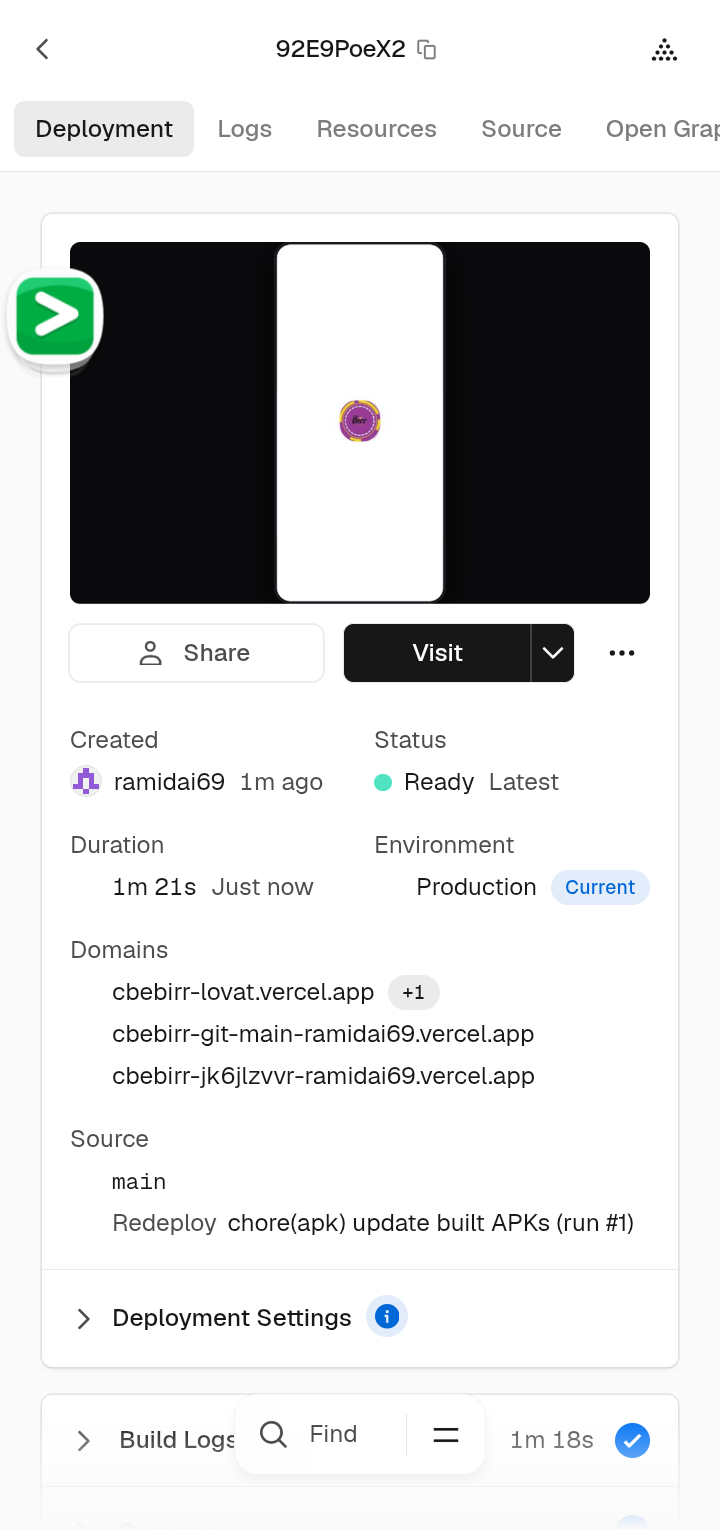 92E9PoeX2
Deployment Logs Resources Source Open Grap
Birr
Share Visit
Created Status
ramidai69 1m ago Ready Latest
Duration Environment
1m 21s Just now Production Current
Domains
cbebirr-lovat.vercel.app +1
cbebirr-git-main-ramidai69.vercel.app
cbebirr-jk6jlzvvr-ramidai69.vercel.app
Source
main
Redeploy chore(apk) update built APKs (run #1)
Deployment Settings
Build Logs Find 1m 18s